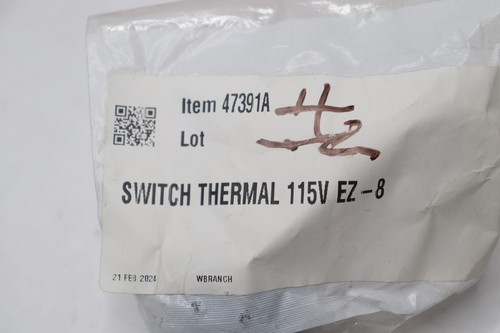 Item 47391A
Lot
SWITCH THERMAL 115V EZ-8
21 FEB 2024 WBRANCH